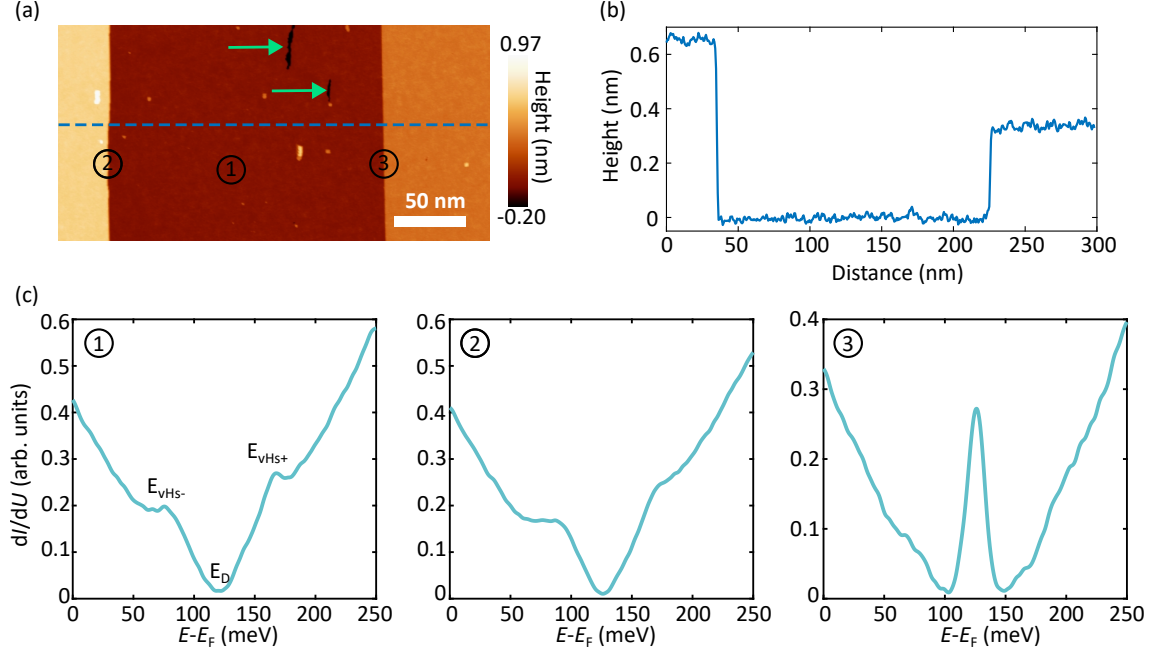 (a)
0.97
Height (nm)
-0.20
2
1
3
50 nm
(b)
Height (nm)
0.6
0.4
0.2
0
0 50 100 150 200 250 300
Distance (nm)
(c)
dI/dU (arb. units)
1
0.6
0.5
0.4
0.3
0.2
0.1
0
EvHs-
EvHs+
ED
0 50 100 150 200 250
E-EF (meV)
2
0.6
0.5
0.4
0.3
0.2
0.1
0
0 50 100 150 200 250
E-EF (meV)
3
0.4
0.3
0.2
0.1
0
0 50 100 150 200 250
E-EF (meV)